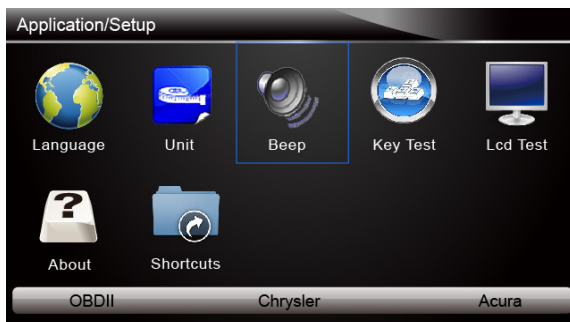 Application/Setup
Language Unit Beep Key Test Lcd Test
?
About Shortcuts
OBDII Chrysler Acura